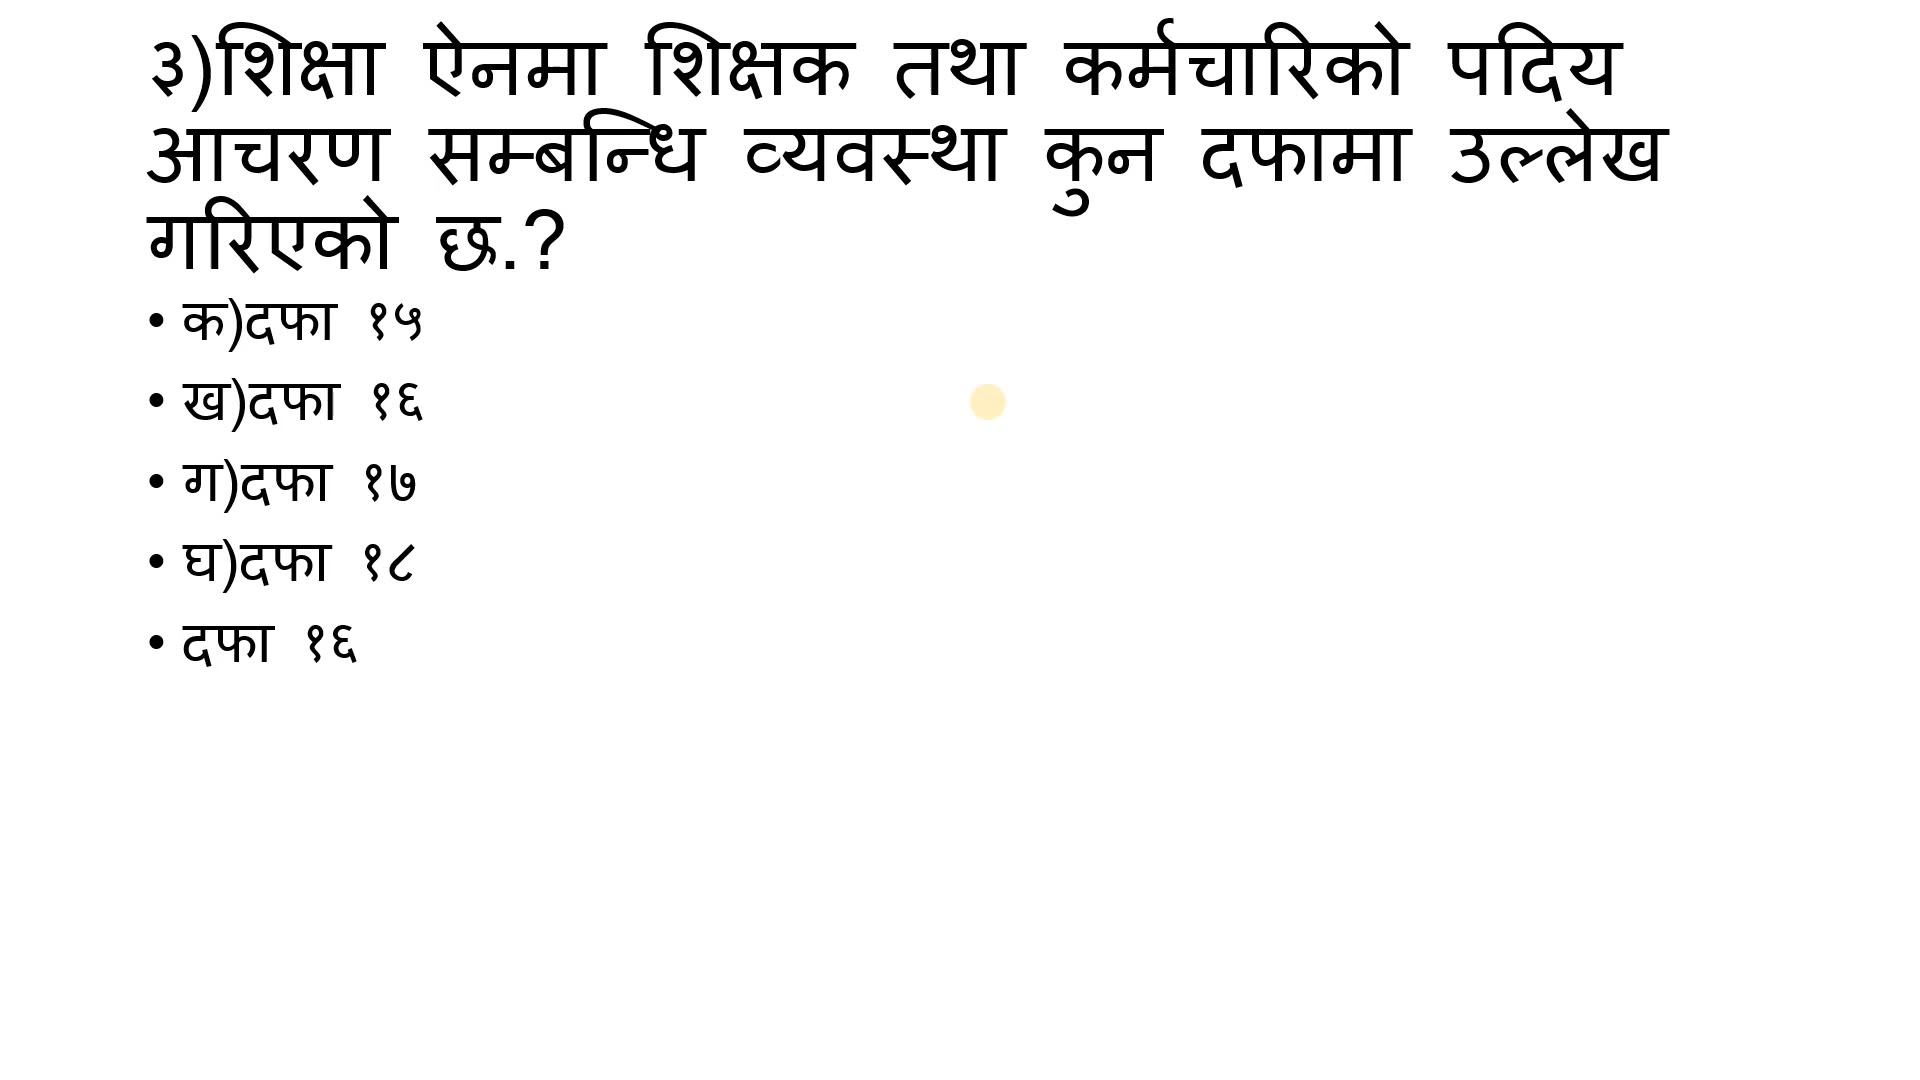 ३)शिक्षा ऐनमा शिक्षक तथा कर्मचारिको पदिय
आचरण सम्बन्धि व्यवस्था कुन दफामा उल्लेख
गरिएको छ.?
• क)दफा १५
• ख)दफा १६
• ग)दफा १७
• घ)दफा १८
• दफा १६